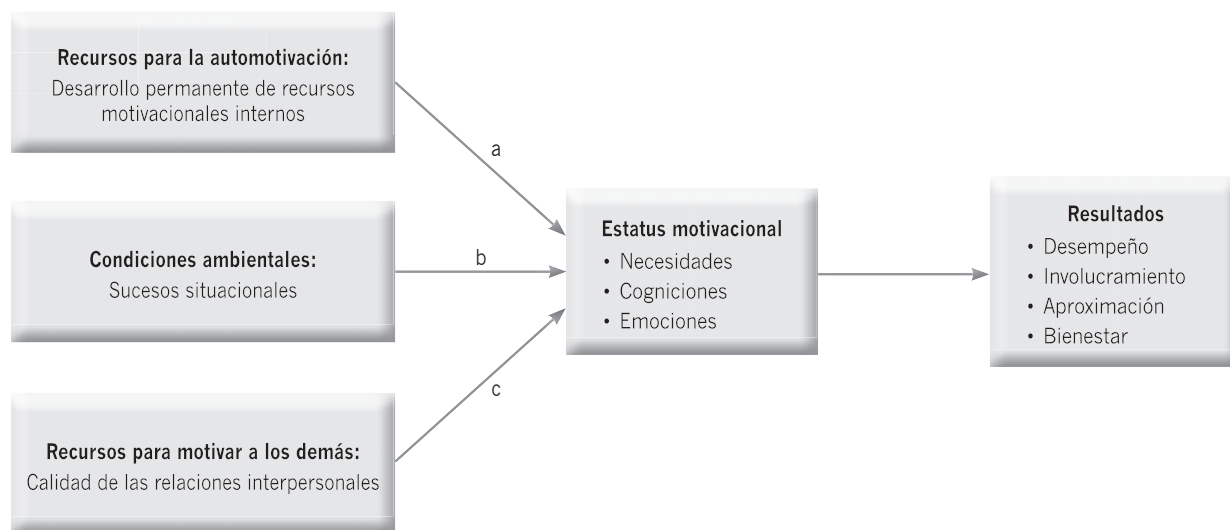 Recursos para la automotivación:
Desarrollo permanente de recursos
motivacionales internos
a
Condiciones ambientales:
Sucesos situacionales
b
Recursos para motivar a los demás:
Calidad de las relaciones interpersonales
c
Estatus motivacional
• Necesidades
• Cogniciones
• Emociones
Resultados
• Desempeño
• Involucramiento
• Aproximación
• Bienestar